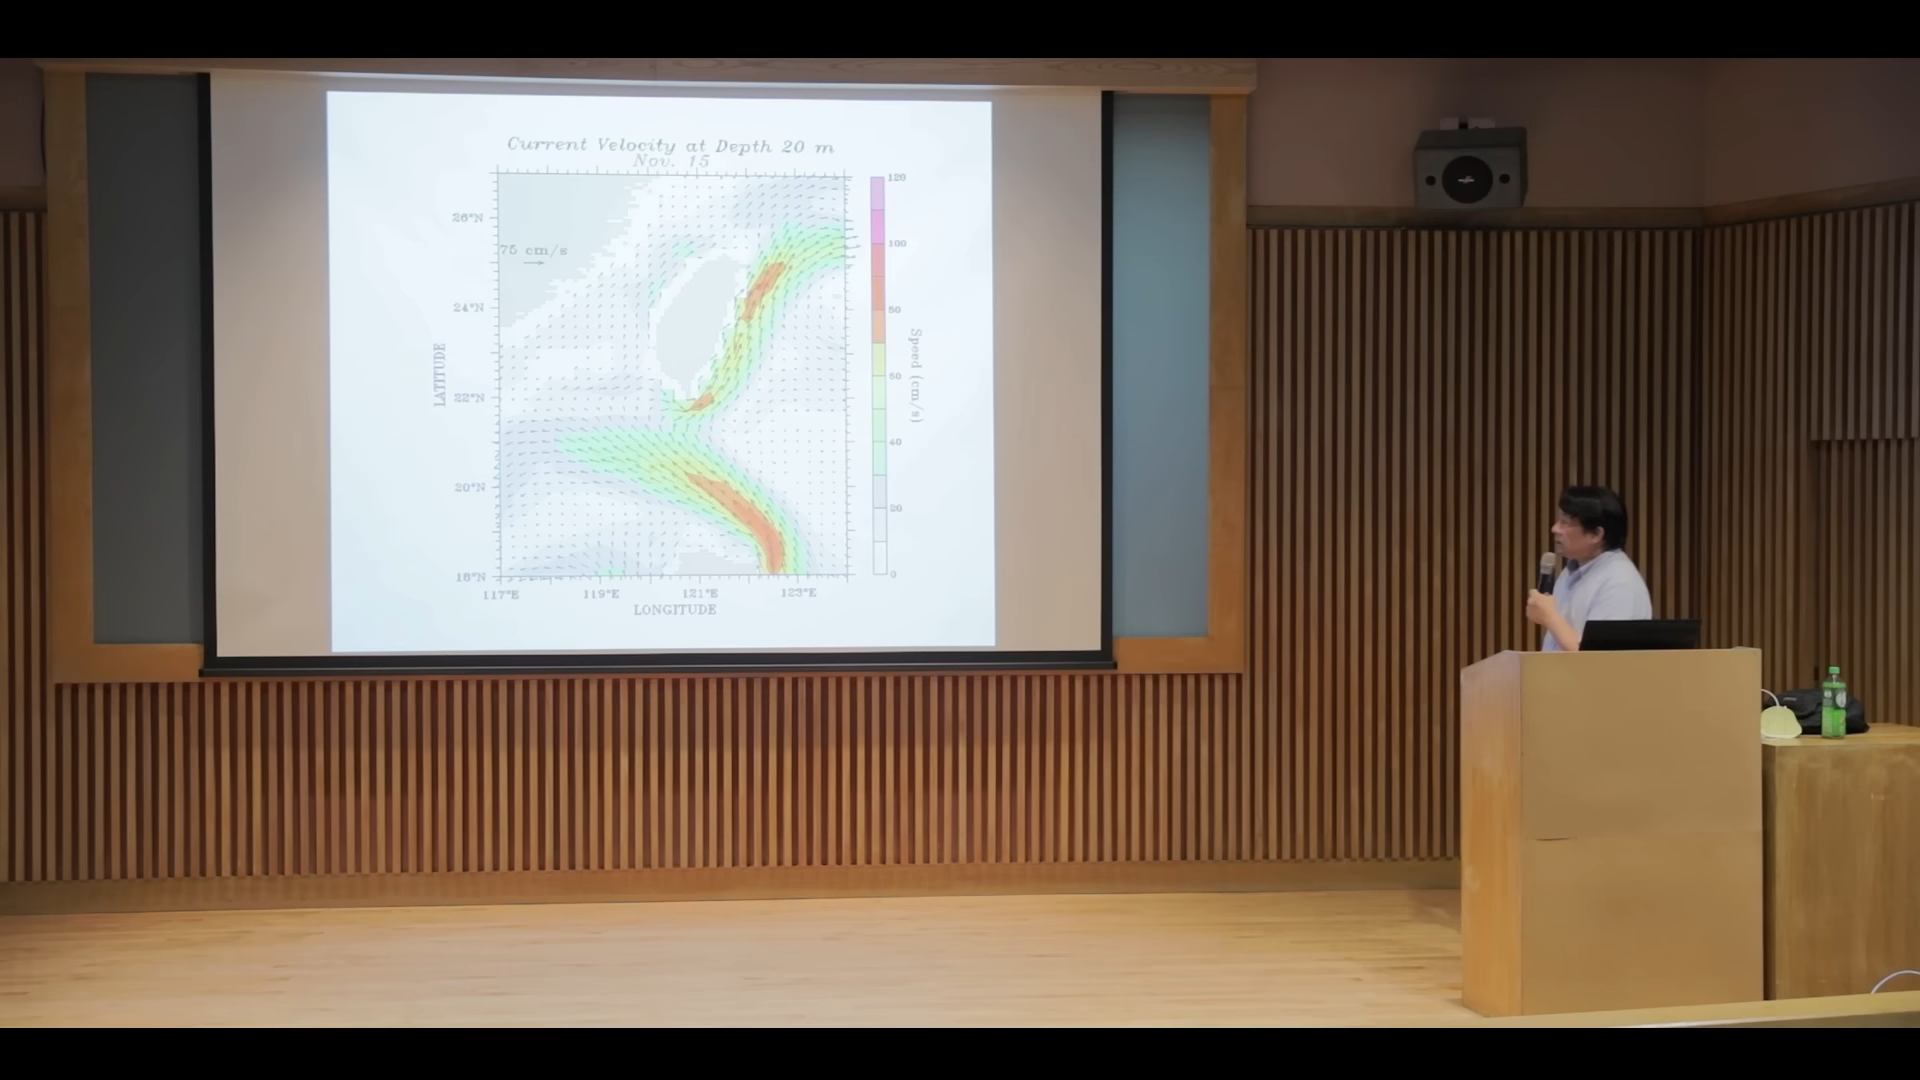 Current Velocity at Depth 20 m
Nov. 15
26°N
24°N
22°N
20°N
18°N
LATITUDE
75 cm/s
117°E
119°E
121°E
123°E
LONGITUDE
120
100
80
60
40
20
0
Speed (cm/s)